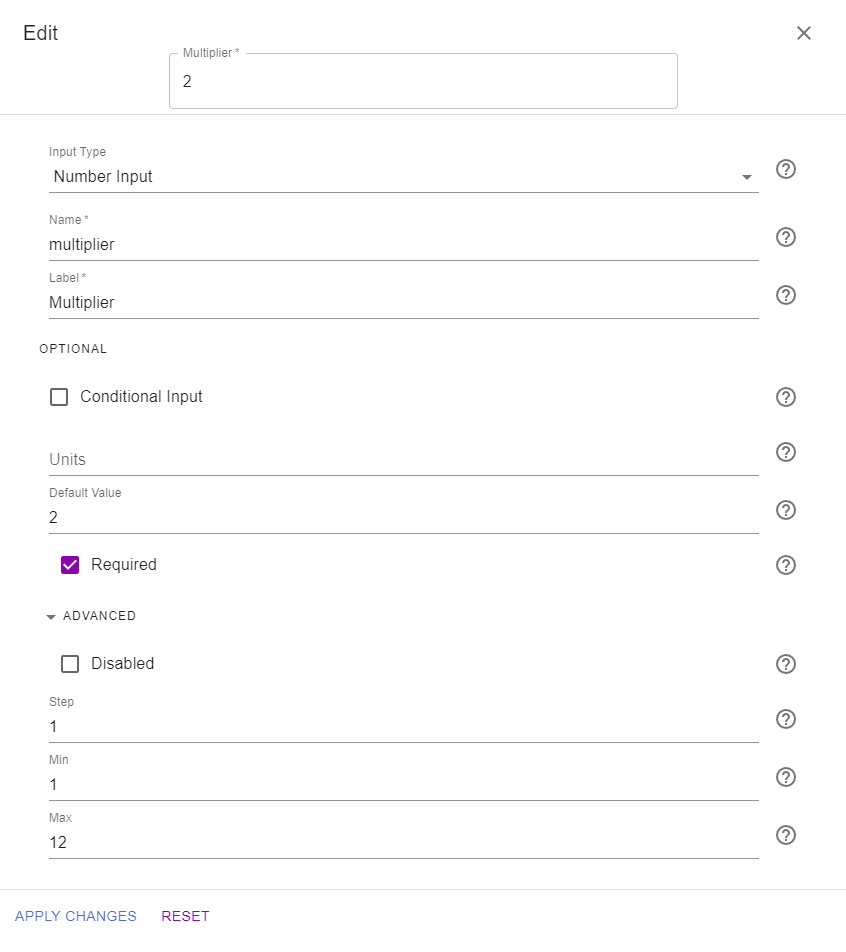 Edit
Multiplier *
2
Input Type
Number Input
Name *
multiplier
Label *
Multiplier
OPTIONAL
Conditional Input
Units
Default Value
2
Required
ADVANCED
Disabled
Step
1
Min
1
Max
12
APPLY CHANGES RESET